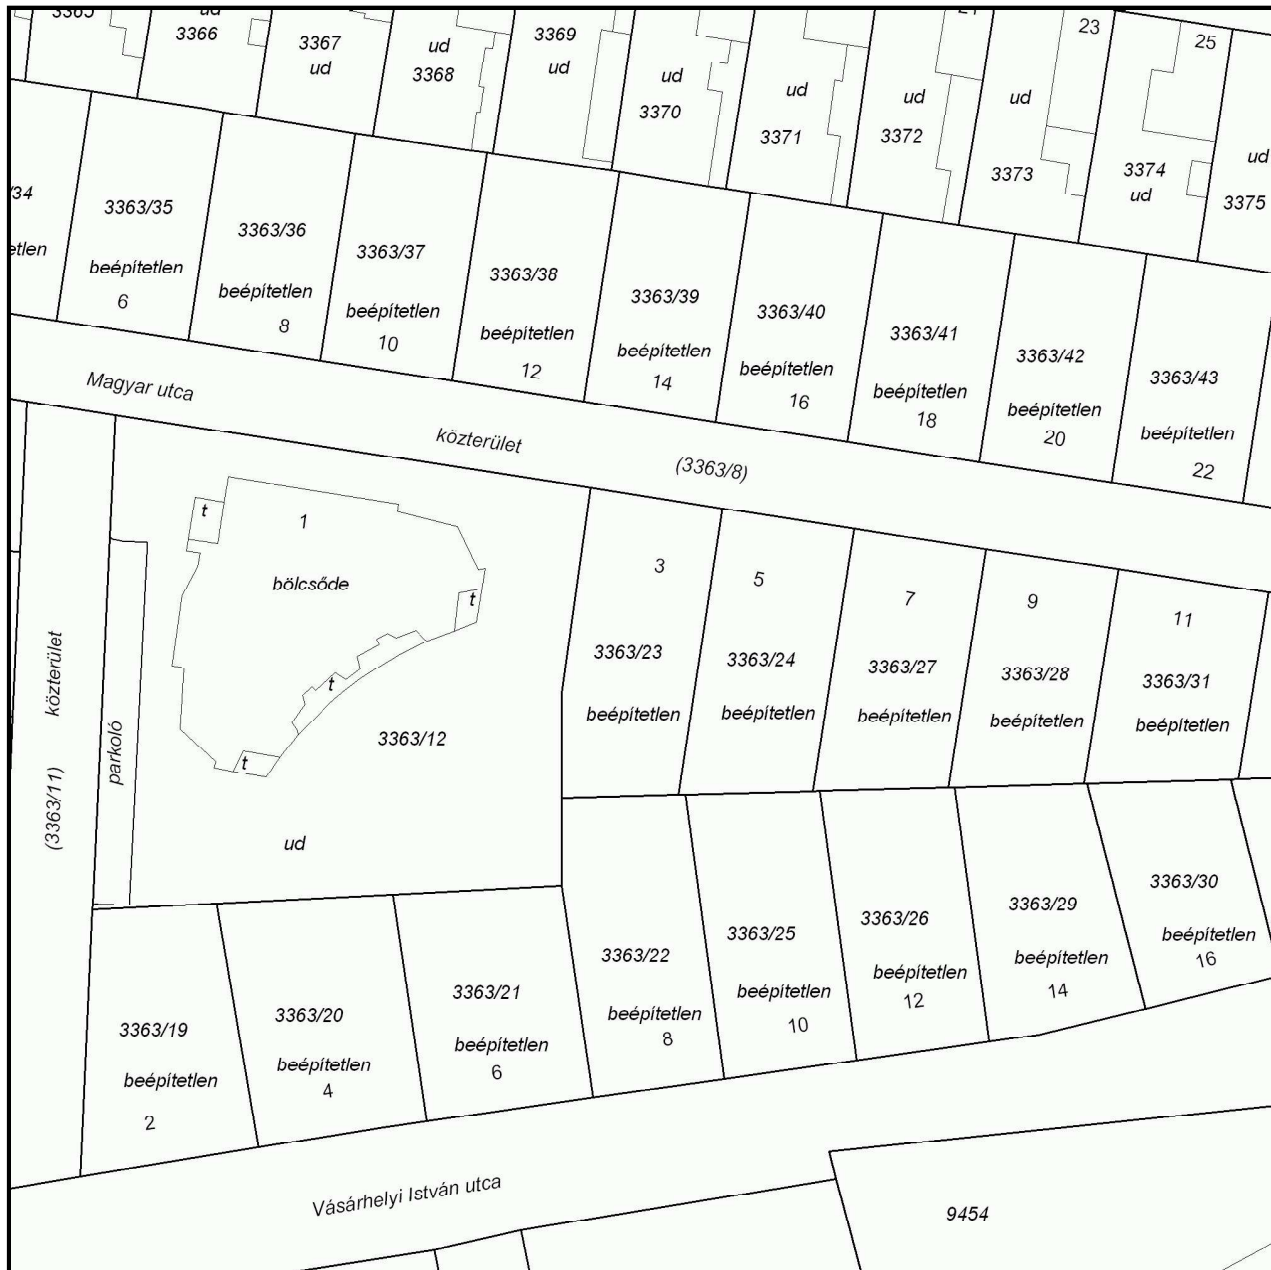 3365
ud
3366
3367
ud
ud
3368
3369
ud
ud
3370
ud
3371
ud
3372
21
ud
3373
23
3374
ud
25
ud
3375
/34
etlen
3363/35
beépítetlen
6
3363/36
beépítetlen
8
3363/37
beépítetlen
10
3363/38
beépítetlen
12
3363/39
beépítetlen
14
3363/40
beépítetlen
16
3363/41
beépítetlen
18
3363/42
beépítetlen
20
3363/43
beépítetlen
22
Magyar utca
közterület
(3363/8)
t
1
bölcsőde
t
t
t
3363/12
ud
közterület
(3363/11)
parkoló
3
3363/23
beépítetlen
5
3363/24
beépítetlen
7
3363/27
beépítetlen
9
3363/28
beépítetlen
11
3363/31
beépítetlen
3363/19
beépítetlen
2
3363/20
beépítetlen
4
3363/21
beépítetlen
6
3363/22
beépítetlen
8
3363/25
beépítetlen
10
3363/26
beépítetlen
12
3363/29
beépítetlen
14
3363/30
beépítetlen
16
Vásárhelyi István utca
9454